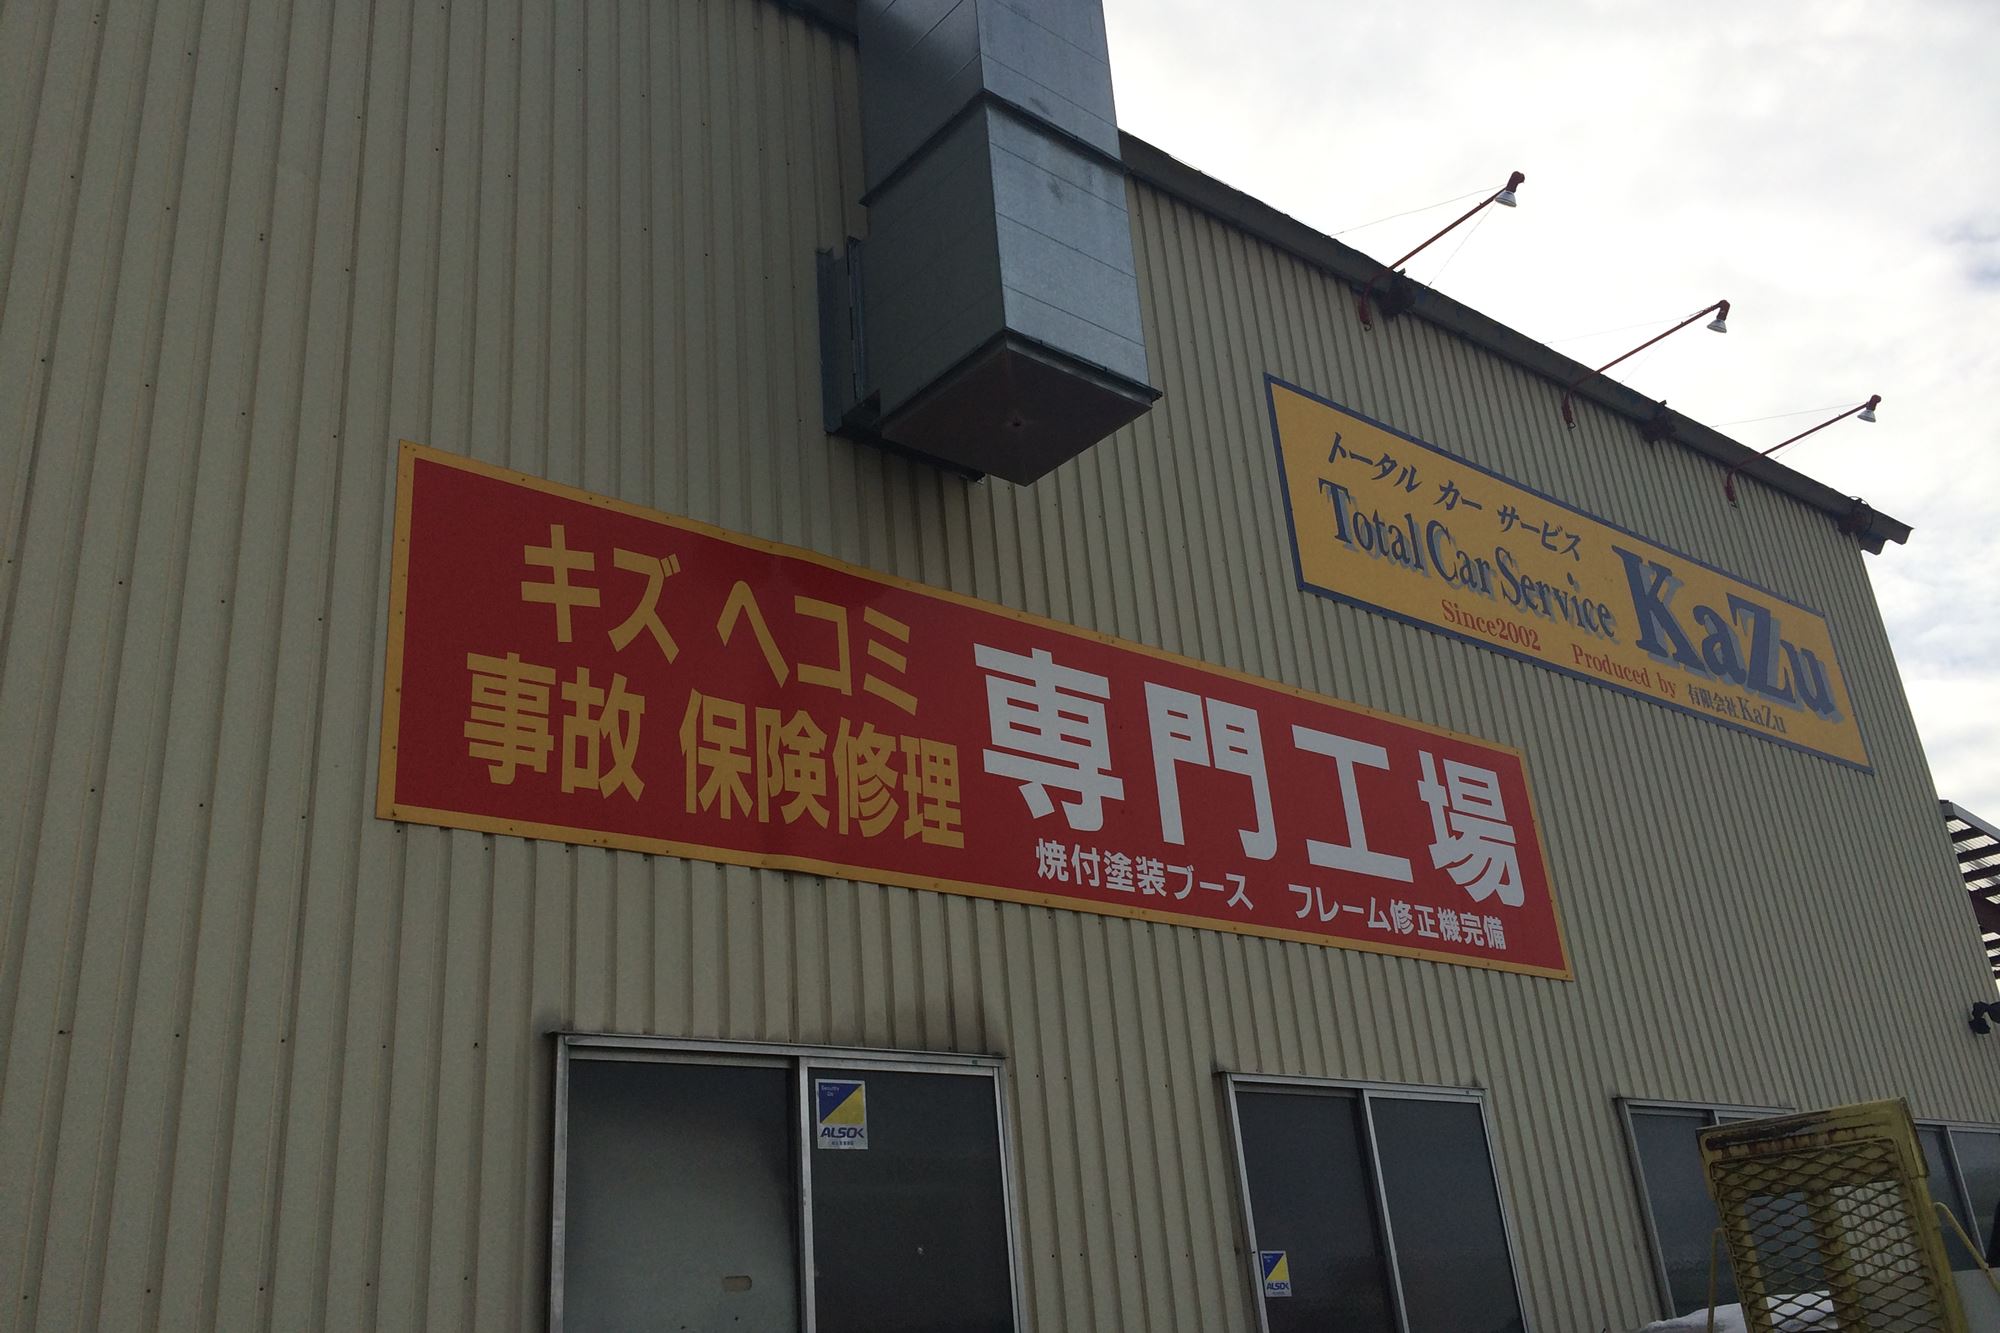 トータル カー サービス
Total Car Service KaZu
Since2002 Produced by 有限会社KaZu
キズ ヘコミ
事故 保険修理
専門工場
焼付塗装ブース フレーム修正機完備
ALSOK
ALSOK